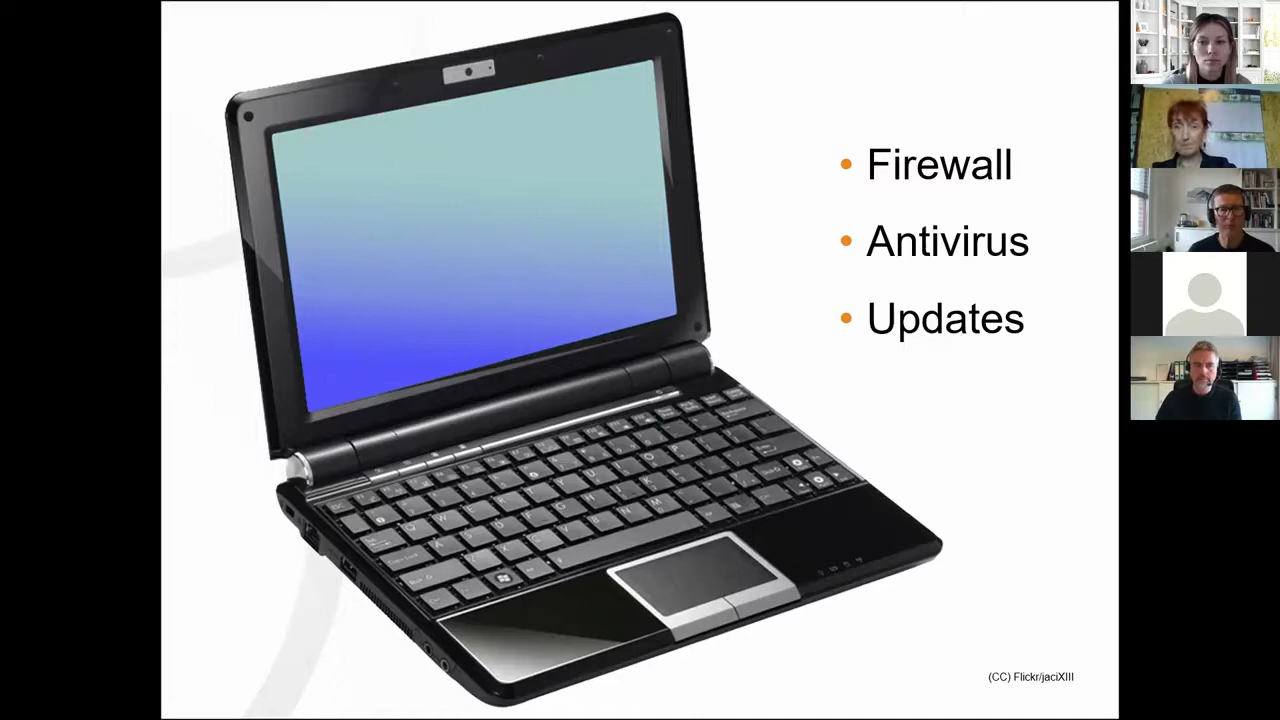 • Firewall
• Antivirus
• Updates
(CC) Flickr/jaciXIII